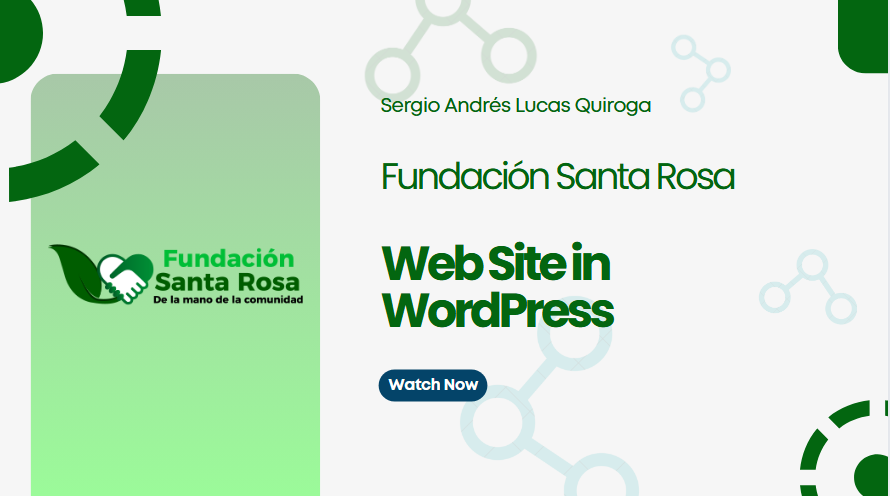 Fundación
Santa Rosa
De la mano de la comunidad
Sergio Andrés Lucas Quiroga
Fundación Santa Rosa
Web Site in
WordPress
Watch Now